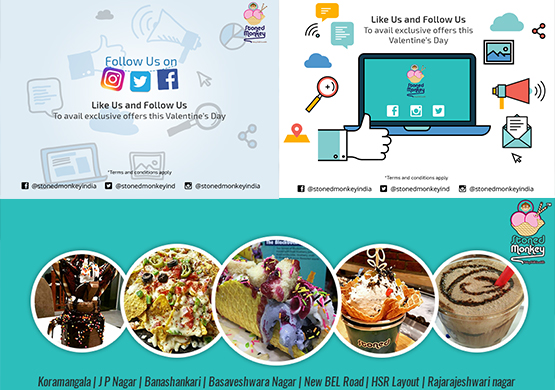 Stoned
Monkey
Follow Us on
Like Us and Follow Us
To avail exclusive offers this Valentine's Day
*Terms and conditions apply
@stonedmonkeyindia @stonedmonkeyind @stonedmonkeyindia
Like Us and Follow Us
To avail exclusive offers this
Valentine's Day
*Terms and conditions apply
@stonedmonkeyindia @stonedmonkeyind @stonedmonkeyindia
Stoned
Monkey
Stoned
Koramangala | J P Nagar | Banashankari | Basaveshwara Nagar | New BEL Road | HSR Layout | Rajarajeshwari nagar